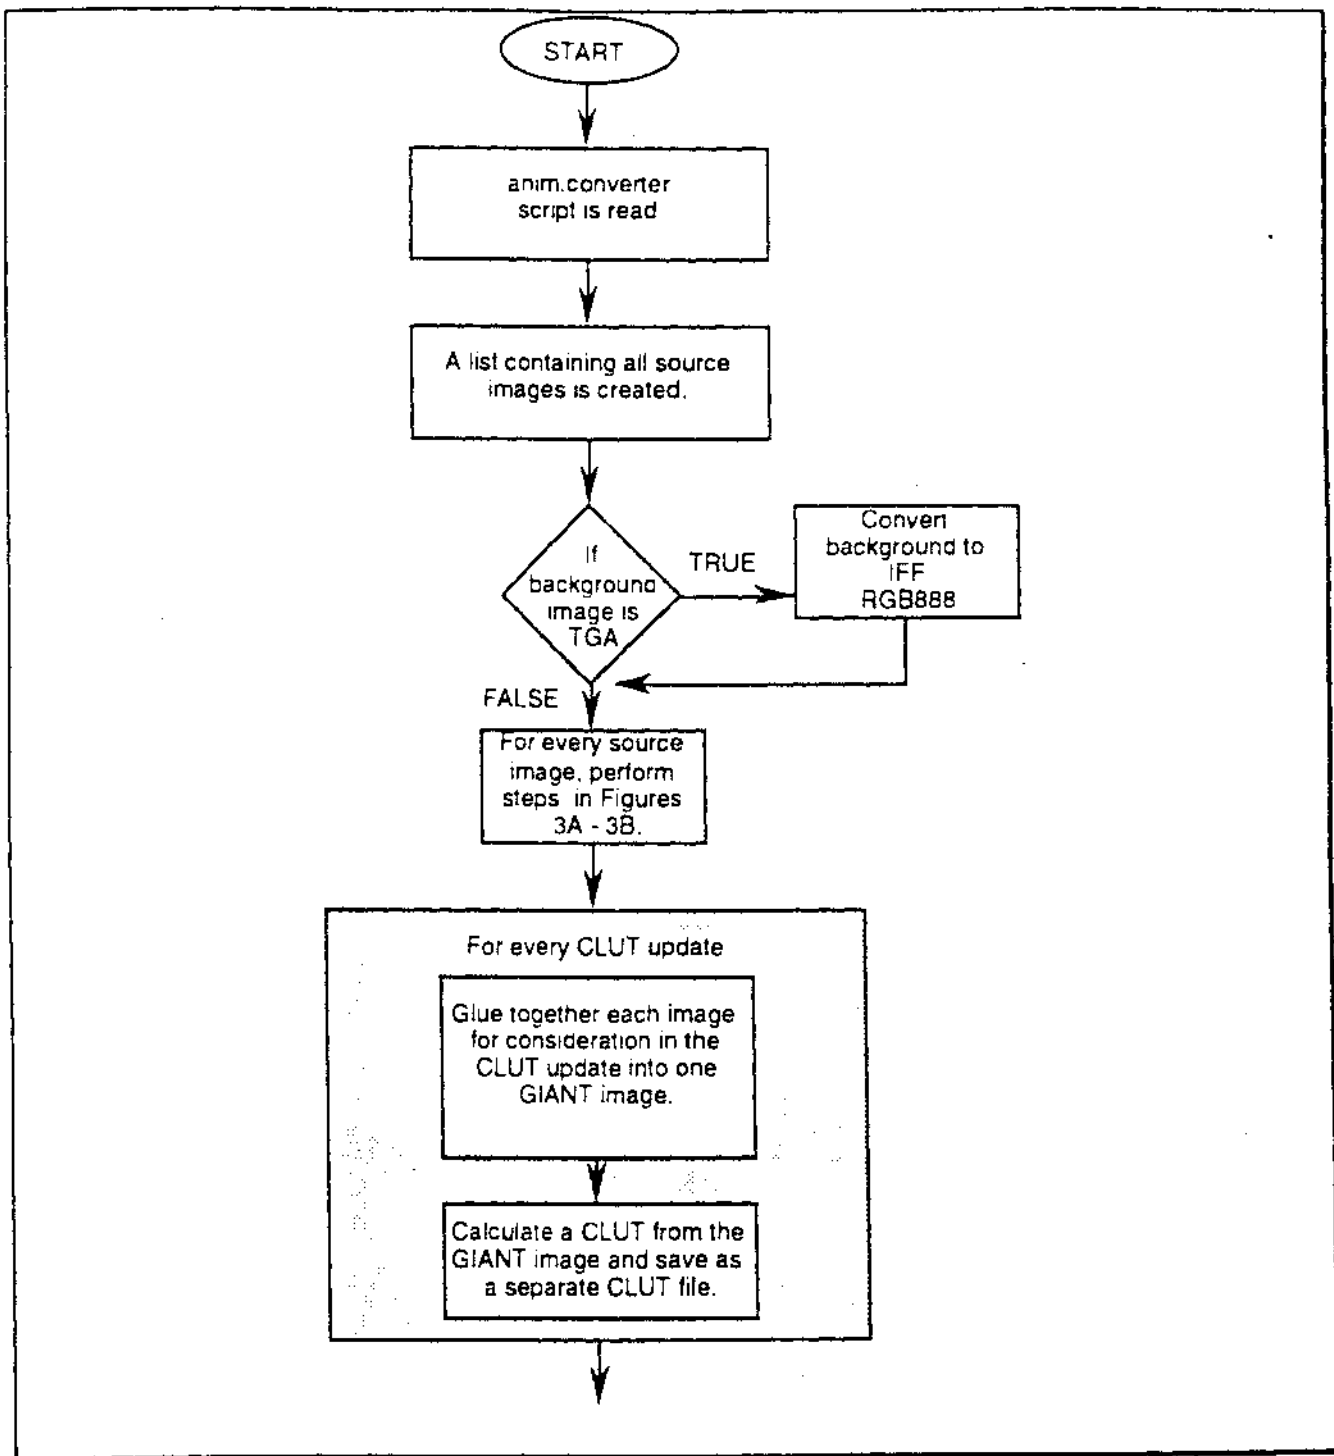 START
anim.converter
script is read
A list containing all source
images is created.
If
background
image is
TGA
TRUE
Convert
background to
IFF
RGB888
FALSE
For every source
image, perform
steps in Figures
3A - 3B.
For every CLUT update
Glue together each image
for consideration in the
CLUT update into one
GIANT image.
Calculate a CLUT from the
GIANT image and save as
a separate CLUT file.